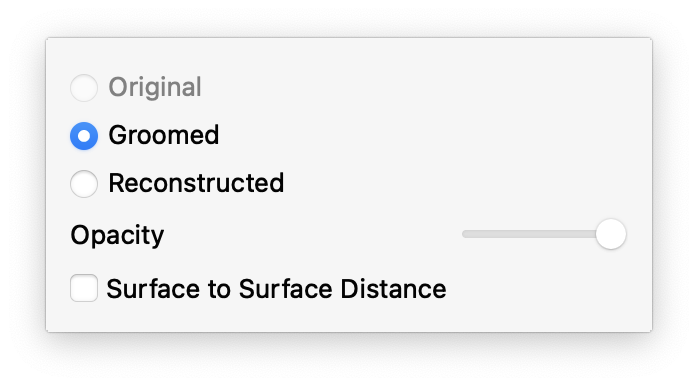 Original
Groomed
Reconstructed
Opacity
Surface to Surface Distance